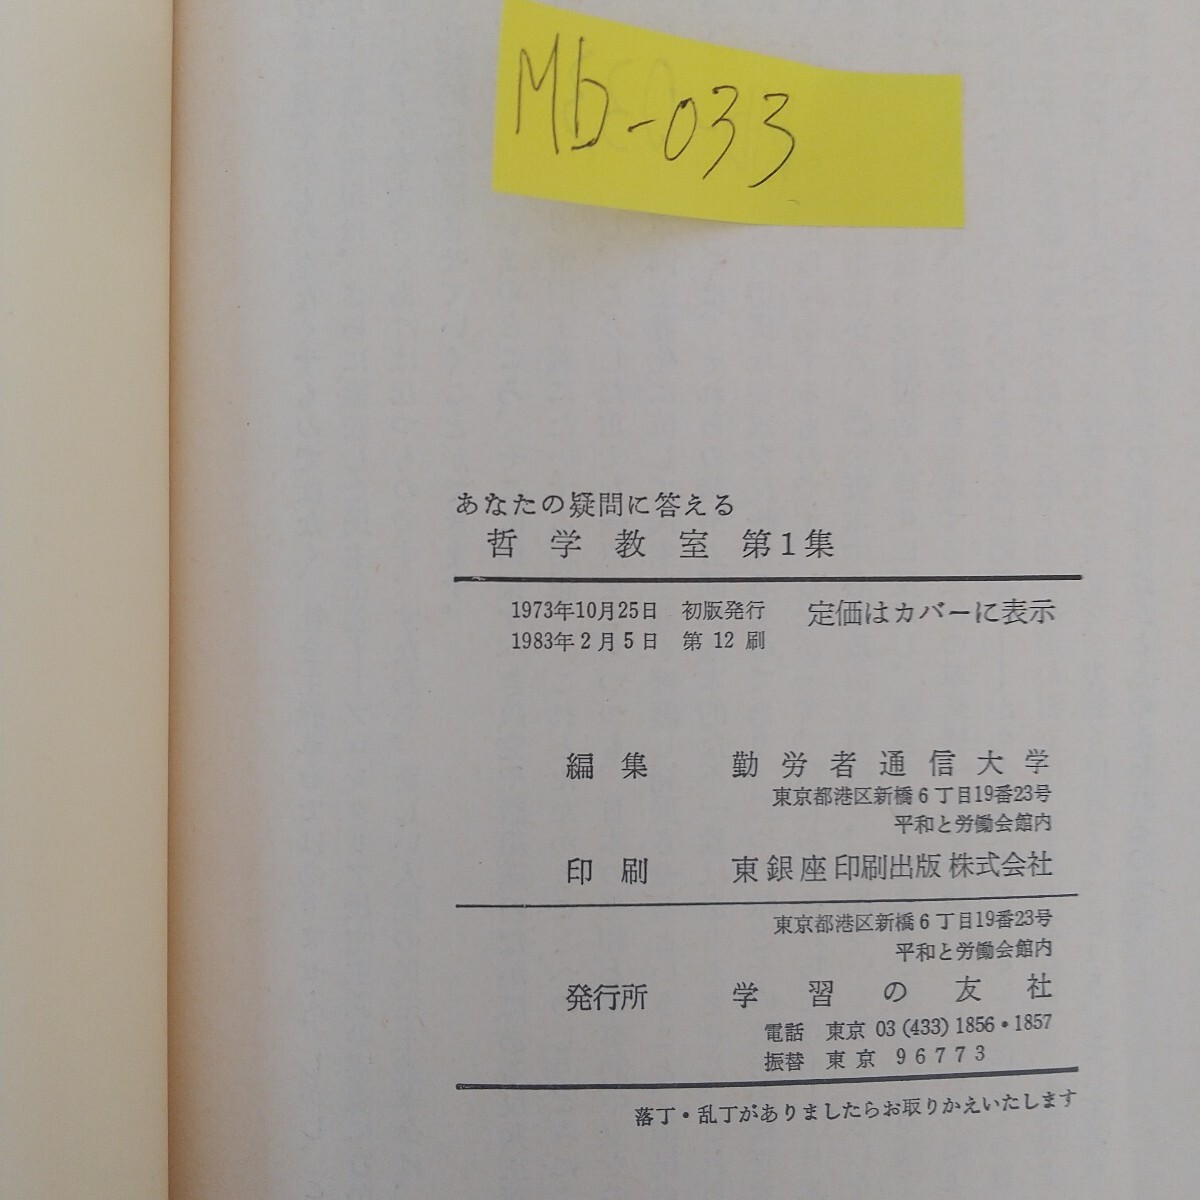 Mb-033
あなたの疑問に答える
哲学教室 第1集
1973年10月25日 初版発行 定価はカバーに表示
1983年2月5日 第12刷
編集 勤労者通信大学
東京都港区新橋6丁目19番23号
平和と労働会館内
印刷 東銀座印刷出版株式会社
東京都港区新橋6丁目19番23号
平和と労働会館内
発行所 学習の友社
電話 東京 03 (433) 1856・1857
振替 東京 96773
落丁・乱丁がありましたらお取りかえいたします